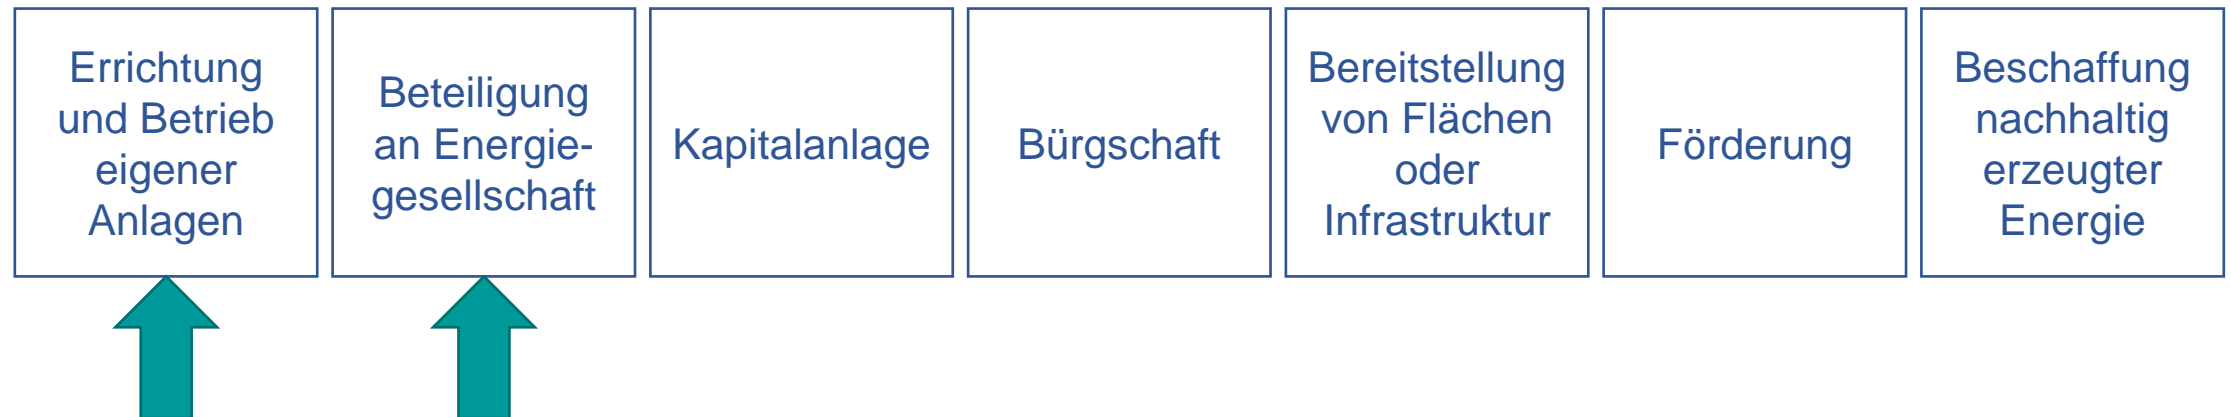 Errichtung
und Betrieb
eigener
Anlagen
Beteiligung
an Energie-
gesellschaft
Kapitalanlage
Bürgschaft
Bereitstellung
von Flächen
oder
Infrastruktur
Förderung
Beschaffung
nachhaltig
erzeugter
Energie